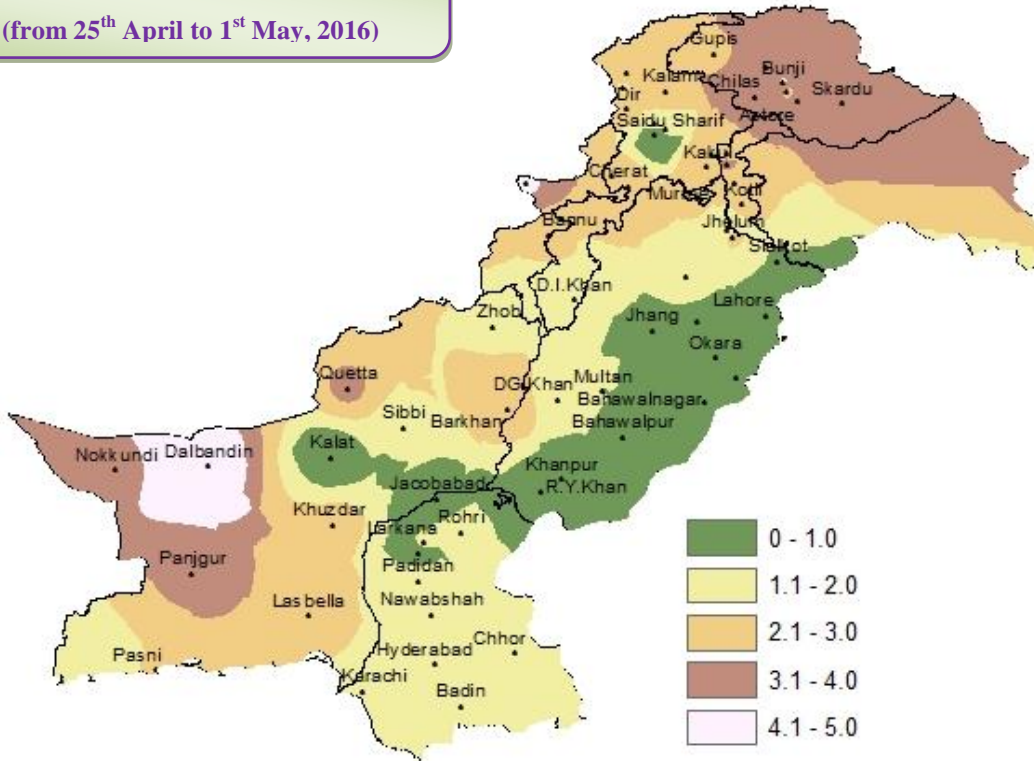 (from 25th April to 1st May, 2016)
Gupis
Kalam
Chilas
Bunji
Skardu
Dir
Astore
Saidu Sharif
Kakul
Cherat
Murree
Kotli
Bannu
Jhelum
Sialkot
D.I.Khan
Zhob
Lahore
Jhang
Okara
Quetta
DG Khan
Multan
Bahawalnagar
Sibbi
Barkhan
Bahawalpur
Kalat
Nokkundi
Dalbandin
Khanpur
Jacobabad
R.Y.Khan
Khuzdar
Rohri
Larkana
0 - 1.0
Panjgur
Padidan
1.1 - 2.0
Lasbella
Nawabshah
2.1 - 3.0
Chhor
Pasni
Hyderabad
Karachi
3.1 - 4.0
Badin
4.1 - 5.0